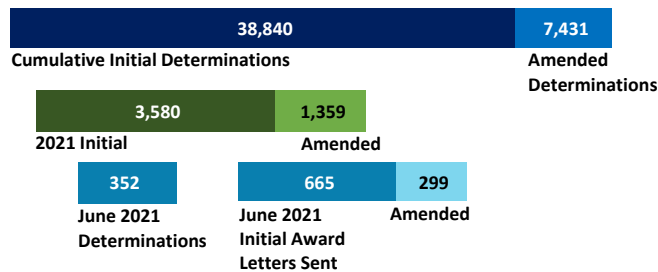 38,840 7,431
Cumulative Initial Determinations Amended
Determinations
3,580 1,359
2021 Initial Amended
352 665 299
June 2021 June 2021 Amended
Determinations Initial Award
Letters Sent